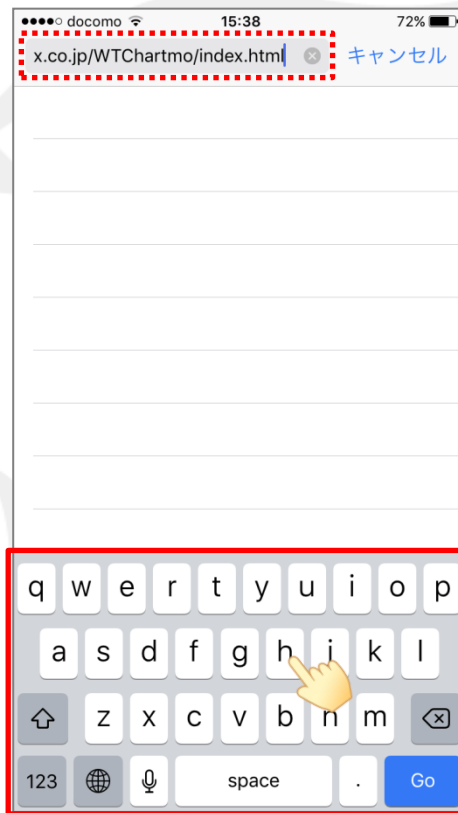 docomo 15:38 72%
x.co.jp/WTChartmo/index.html キャンセル
q w e r t y u i o p
a s d f g h j k l
z x c v b n m
123 space . Go